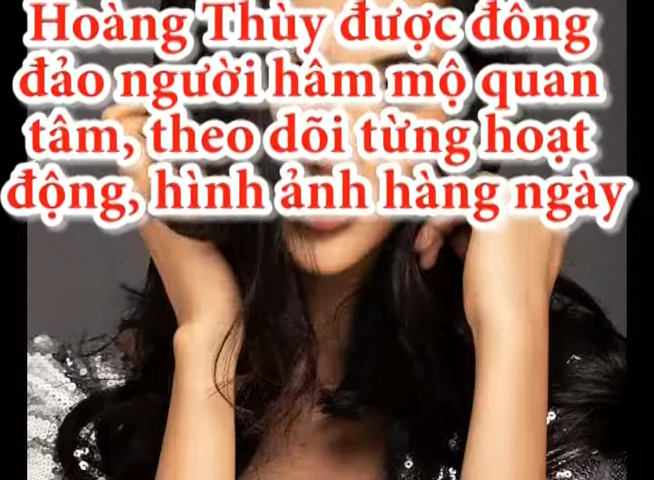 Hoàng Thùy được đông
đảo người hâm mộ quan
tâm, theo dõi từng hoạt
động, hình ảnh hàng ngày